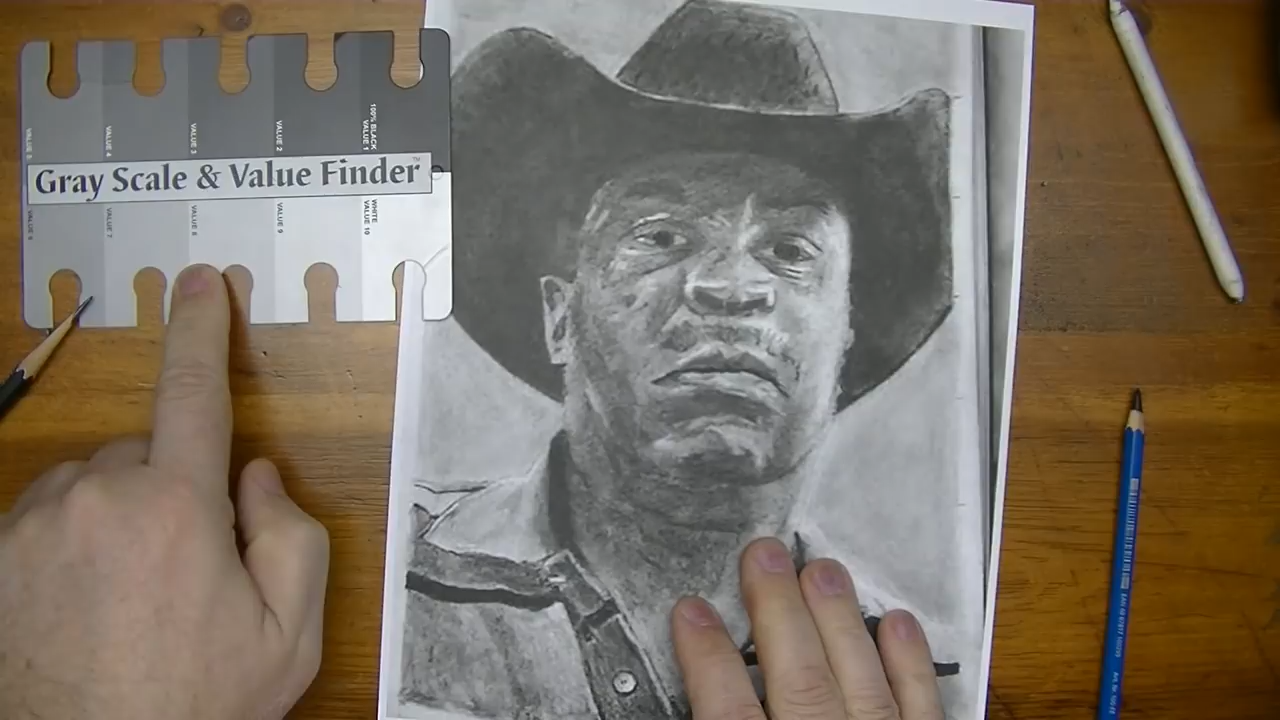 VALUE 5
VALUE 4
VALUE 3
VALUE 2
100% BLACK
VALUE 1
Gray Scale & Value Finder™
VALUE 6
VALUE 7
VALUE 8
VALUE 9
WHITE
VALUE 10